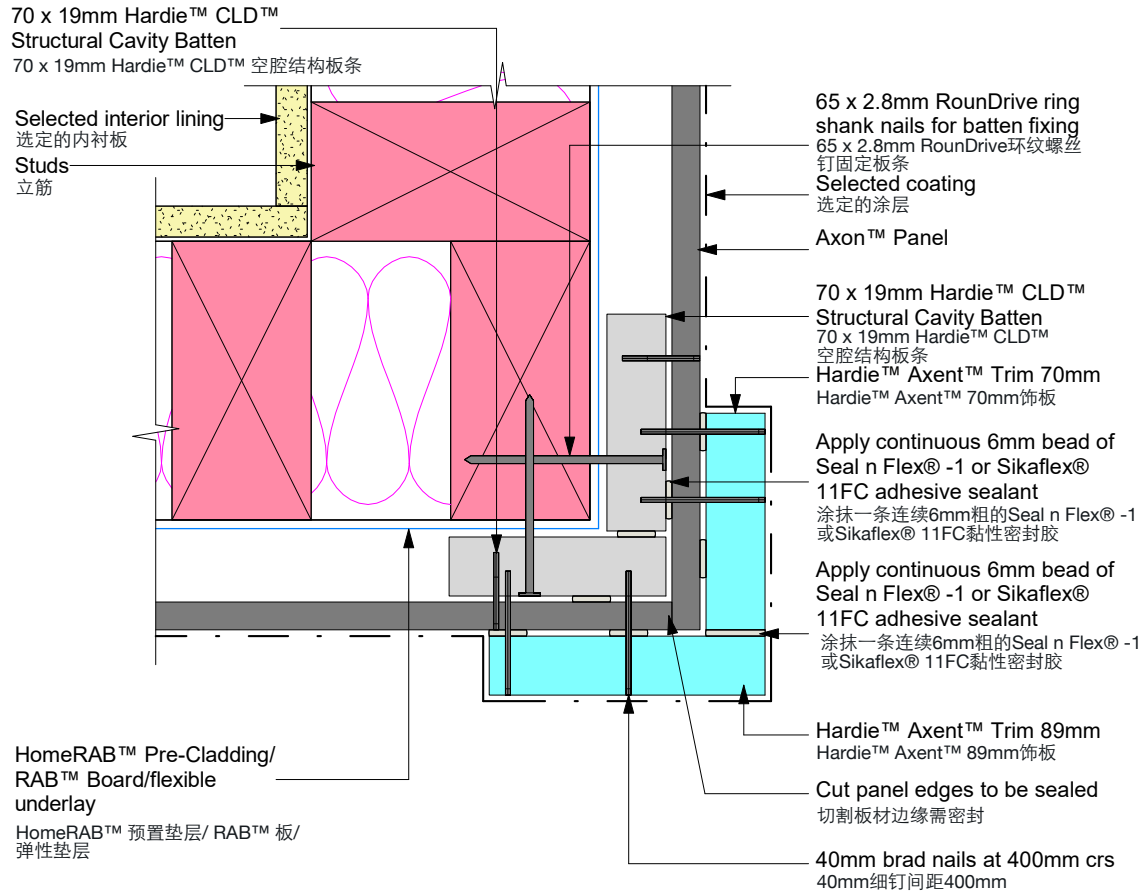 70 x 19mm Hardie™ CLD™
Structural Cavity Batten
70 x 19mm Hardie™ CLD™ 空腔结构板条
Selected interior lining
选定的内衬板
Studs
立筋
HomeRAB™ Pre-Cladding/
RAB™ Board/flexible
underlay
HomeRAB™ 预置垫层/ RAB™ 板/
弹性垫层
65 x 2.8mm RounDrive ring
shank nails for batten fixing
65 x 2.8mm RounDrive环纹螺丝
钉固定板条
Selected coating
选定的涂层
Axon™ Panel
70 x 19mm Hardie™ CLD™
Structural Cavity Batten
70 x 19mm Hardie™ CLD™
空腔结构板条
Hardie™ Axent™ Trim 70mm
Hardie™ Axent™ 70mm饰板
Apply continuous 6mm bead of
Seal n Flex® -1 or Sikaflex®
11FC adhesive sealant
涂抹一条连续6mm粗的Seal n Flex® -1
或Sikaflex® 11FC黏性密封胶
Apply continuous 6mm bead of
Seal n Flex® -1 or Sikaflex®
11FC adhesive sealant
涂抹一条连续6mm粗的Seal n Flex® -1
或Sikaflex® 11FC黏性密封胶
Hardie™ Axent™ Trim 89mm
Hardie™ Axent™ 89mm饰板
Cut panel edges to be sealed
切割板材边缘需密封
40mm brad nails at 400mm crs
40mm细钉间距400mm